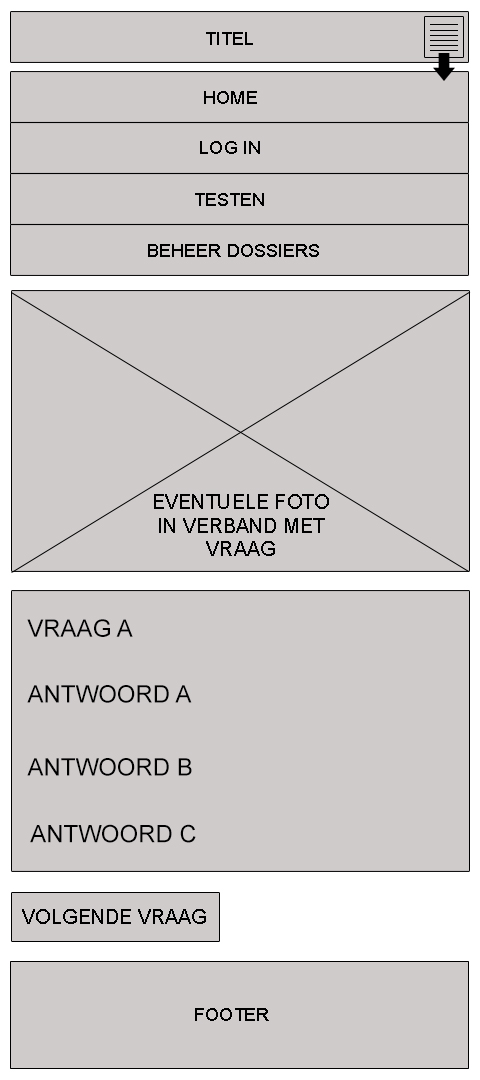 TITEL
HOME
LOG IN
TESTEN
BEHEER DOSSIERS
EVENTUELE FOTO
IN VERBAND MET
VRAAG
VRAAG A
ANTWOORD A
ANTWOORD B
ANTWOORD C
VOLGENDE VRAAG
FOOTER